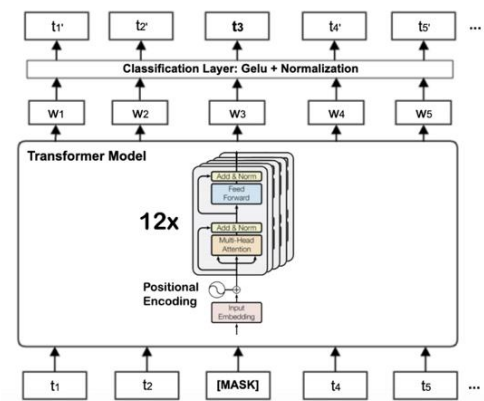 t1' t2' t3 t4' t5' ...
Classification Layer: Gelu + Normalization
W1 W2 W3 W4 W5
Transformer Model
12x
Add & Norm
Feed
Forward
Add & Norm
Multi-Head
Attention
Positional
Encoding
Input
Embedding
t1 t2 [MASK] t4 t5 ...